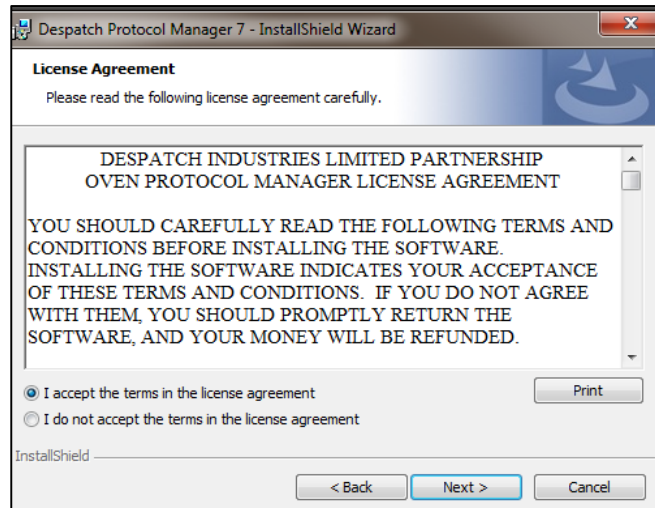 Despatch Protocol Manager 7 - InstallShield Wizard
License Agreement
Please read the following license agreement carefully.
DESPATCH INDUSTRIES LIMITED PARTNERSHIP
OVEN PROTOCOL MANAGER LICENSE AGREEMENT
YOU SHOULD CAREFULLY READ THE FOLLOWING TERMS AND
CONDITIONS BEFORE INSTALLING THE SOFTWARE.
INSTALLING THE SOFTWARE INDICATES YOUR ACCEPTANCE
OF THESE TERMS AND CONDITIONS.  IF YOU DO NOT AGREE
WITH THEM, YOU SHOULD PROMPTLY RETURN THE
SOFTWARE, AND YOUR MONEY WILL BE REFUNDED.
I accept the terms in the license agreement
Print
I do not accept the terms in the license agreement
InstallShield
< Back Next > Cancel